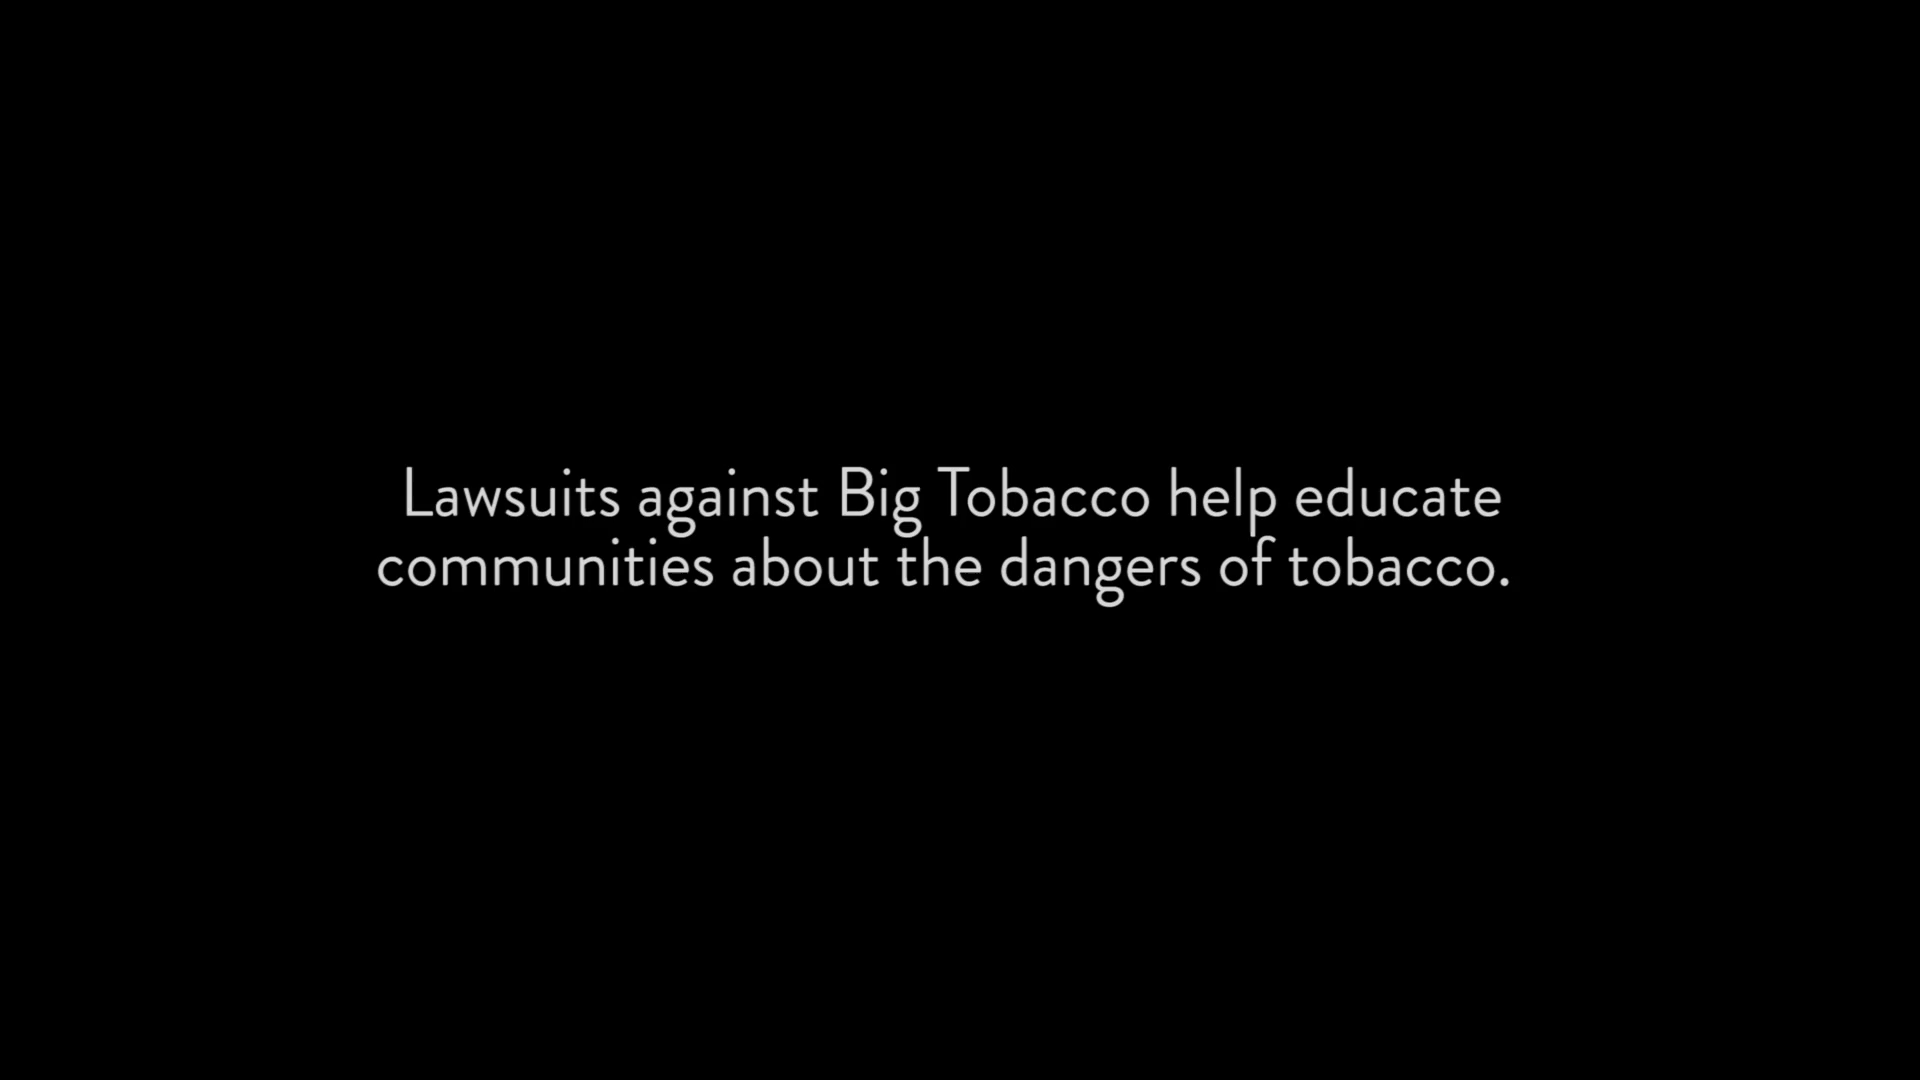 Lawsuits against Big Tobacco help educate
communities about the dangers of tobacco.